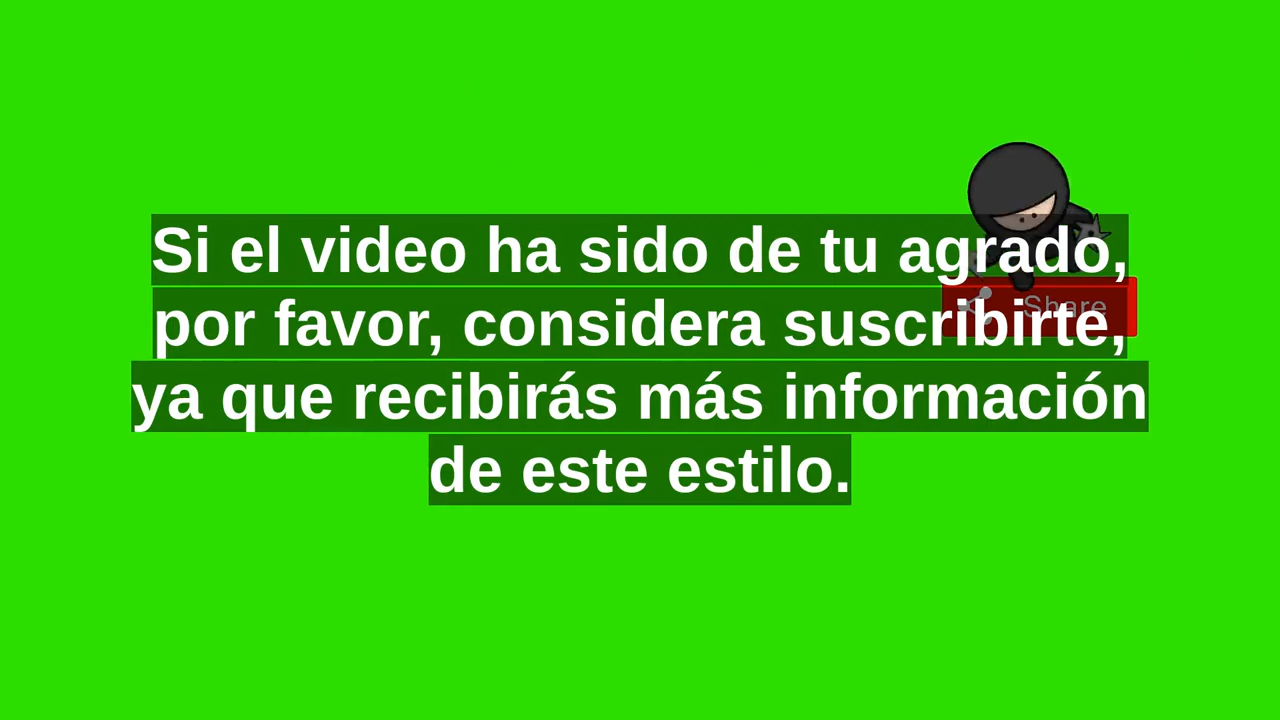 Si el video ha sido de tu agrado,
por favor, considera suscribirte,
ya que recibirás más información
de este estilo.
Share